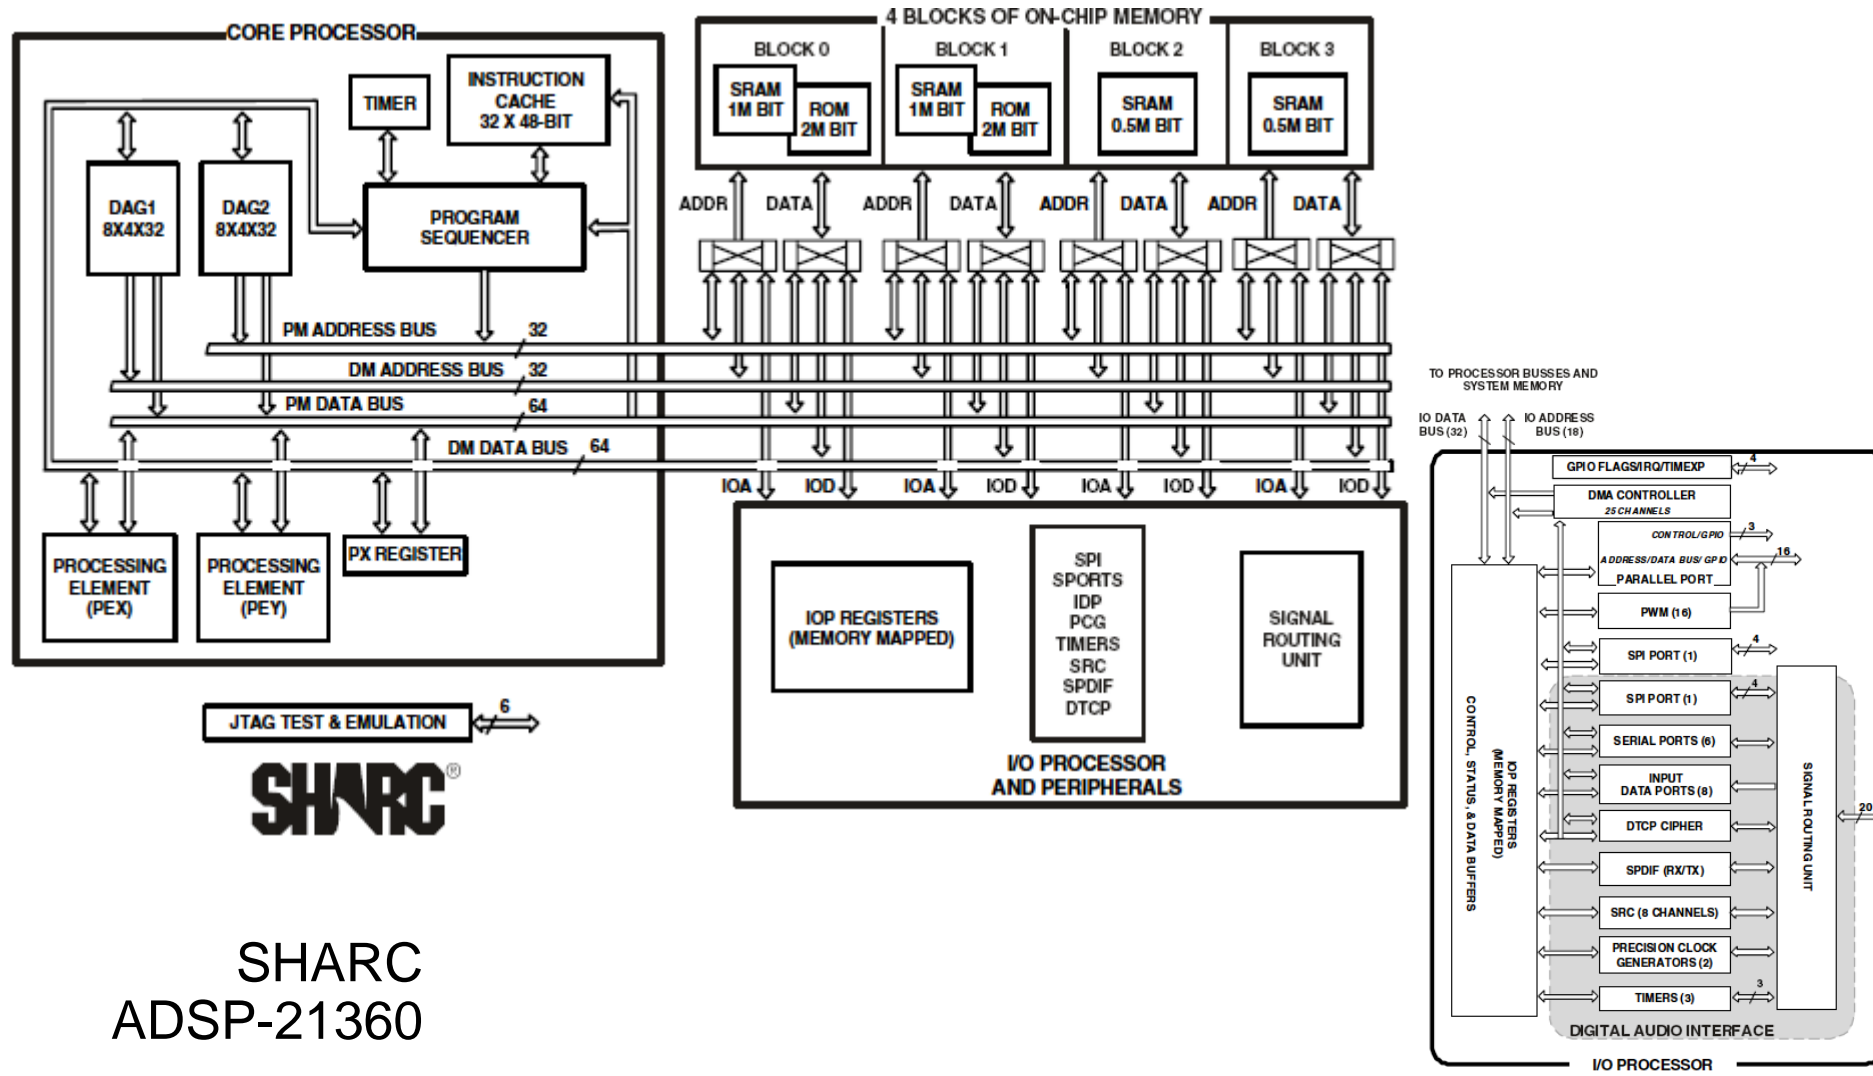 CORE PROCESSOR
TIMER
INSTRUCTION
CACHE
32 X 48-BIT
DAG1
8X4X32
DAG2
8X4X32
PROGRAM
SEQUENCER
PM ADDRESS BUS
32
DM ADDRESS BUS
32
PM DATA BUS
64
DM DATA BUS
64
PROCESSING
ELEMENT
(PEX)
PROCESSING
ELEMENT
(PEY)
PX REGISTER
JTAG TEST & EMULATION
6
SHARC®
SHARC
ADSP-21360
4 BLOCKS OF ON-CHIP MEMORY
BLOCK 0
SRAM
1M BIT
ROM
2M BIT
BLOCK 1
SRAM
1M BIT
ROM
2M BIT
BLOCK 2
SRAM
0.5M BIT
BLOCK 3
SRAM
0.5M BIT
ADDR DATA ADDR DATA ADDR DATA ADDR DATA
IOA IOD IOA IOD IOA IOD IOA IOD
IOP REGISTERS
(MEMORY MAPPED)
SPI
SPORTS
IDP
PCG
TIMERS
SRC
SPDIF
DTCP
SIGNAL
ROUTING
UNIT
I/O PROCESSOR
AND PERIPHERALS
TO PROCESSOR BUSSES AND
SYSTEM MEMORY
IO DATA
BUS (32)
IO ADDRESS
BUS (18)
GPIO FLAGS/IRQ/TIMEXP
4
DMA CONTROLLER
25 CHANNELS
CONTROL/GPIO
3
ADDRESS/DATA BUS/ GPIO
16
PARALLEL PORT
PWM (16)
SPI PORT (1)
4
SPI PORT (1)
4
SERIAL PORTS (6)
INPUT
DATA PORTS (8)
DTCP CIPHER
SPDIF (RX/TX)
SRC (8 CHANNELS)
PRECISION CLOCK
GENERATORS (2)
TIMERS (3)
3
IOP REGISTERS
(MEMORY MAPPED)
CONTROL, STATUS, & DATA BUFFERS
SIGNAL ROUTING UNIT
20
DIGITAL AUDIO INTERFACE
I/O PROCESSOR